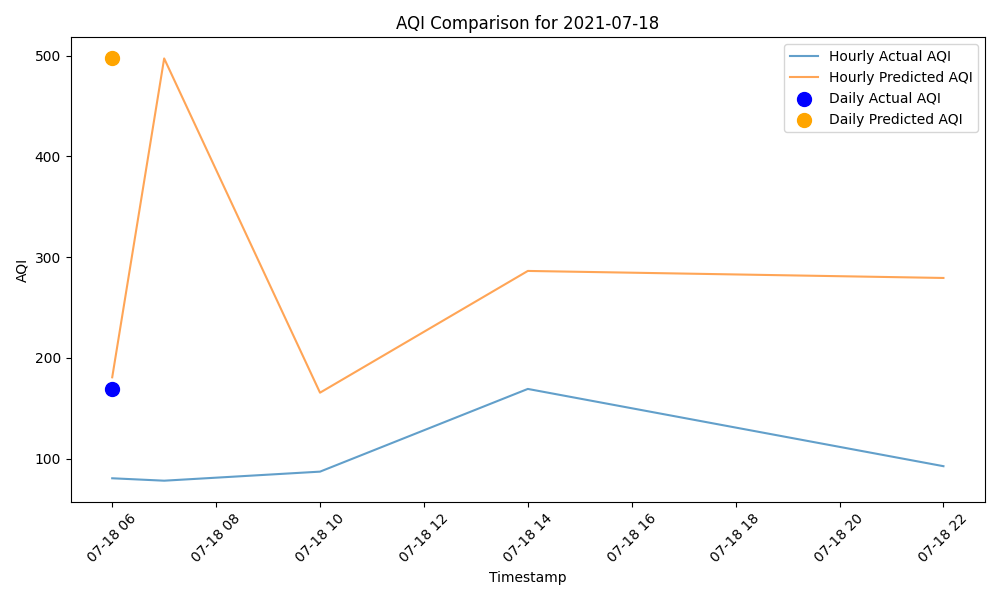 AQI Comparison for 2021-07-18
Hourly Actual AQI
Hourly Predicted AQI
Daily Actual AQI
Daily Predicted AQI
500
400
300
200
100
AQI
07-18 06
07-18 08
07-18 10
07-18 12
07-18 14
07-18 16
07-18 18
07-18 20
07-18 22
Timestamp